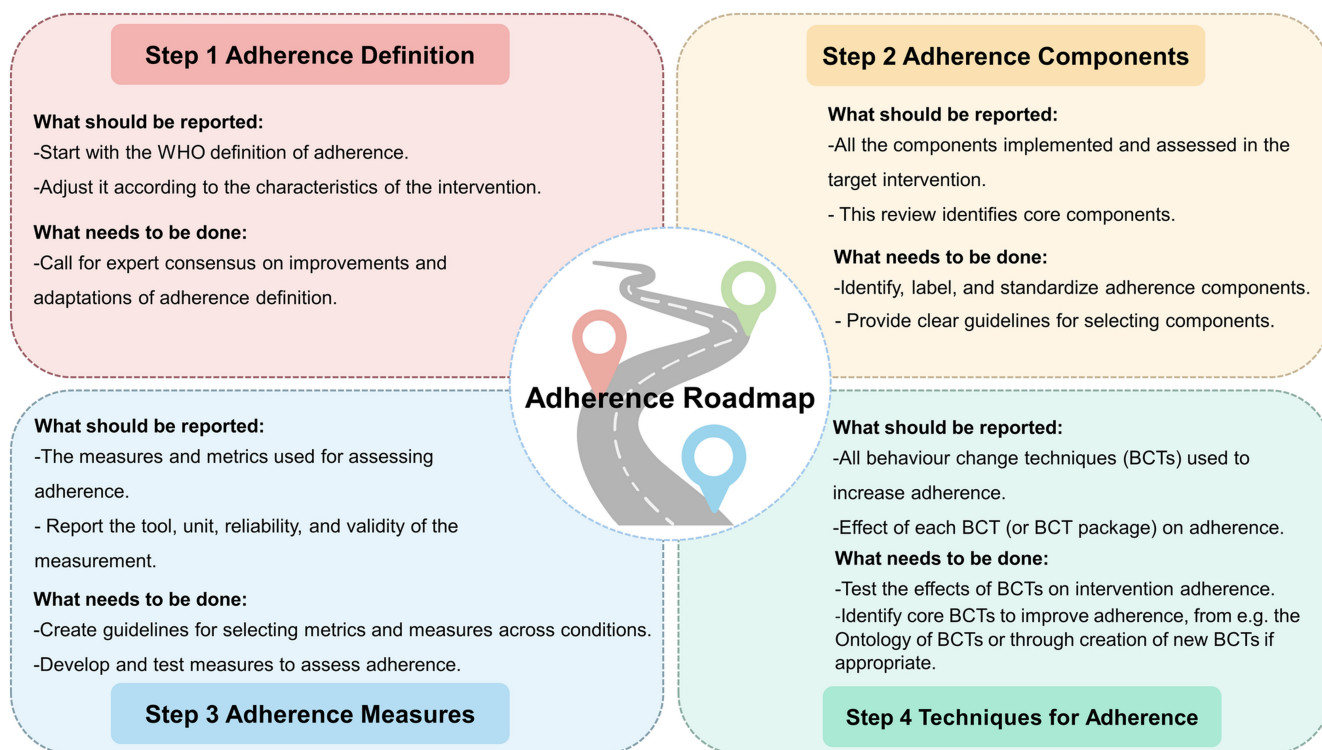 Step 1 Adherence Definition
What should be reported:
-Start with the WHO definition of adherence.
-Adjust it according to the characteristics of the intervention.
What needs to be done:
-Call for expert consensus on improvements and
adaptations of adherence definition.
Step 2 Adherence Components
What should be reported:
-All the components implemented and assessed in the
target intervention.
- This review identifies core components.
What needs to be done:
-Identify, label, and standardize adherence components.
- Provide clear guidelines for selecting components.
Adherence Roadmap
What should be reported:
-The measures and metrics used for assessing
adherence.
- Report the tool, unit, reliability, and validity of the
measurement.
What needs to be done:
-Create guidelines for selecting metrics and measures across conditions.
-Develop and test measures to assess adherence.
Step 3 Adherence Measures
What should be reported:
-All behaviour change techniques (BCTs) used to
increase adherence.
-Effect of each BCT (or BCT package) on adherence.
What needs to be done:
-Test the effects of BCTs on intervention adherence.
-Identify core BCTs to improve adherence, from e.g. the
Ontology of BCTs or through creation of new BCTs if
appropriate.
Step 4 Techniques for Adherence